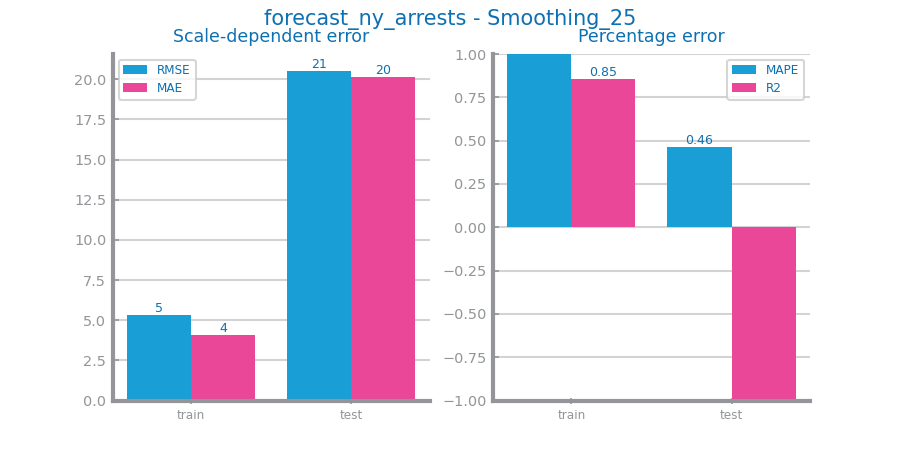 forecast_ny_arrests - Smoothing_25
Scale-dependent error
RMSE
MAE
20.0
17.5
15.0
12.5
10.0
7.5
5.0
2.5
0.0
5
4
21
20
train
test
Percentage error
MAPE
R2
1.00
0.75
0.50
0.25
0.00
−0.25
−0.50
−0.75
−1.00
0.85
0.46
train
test